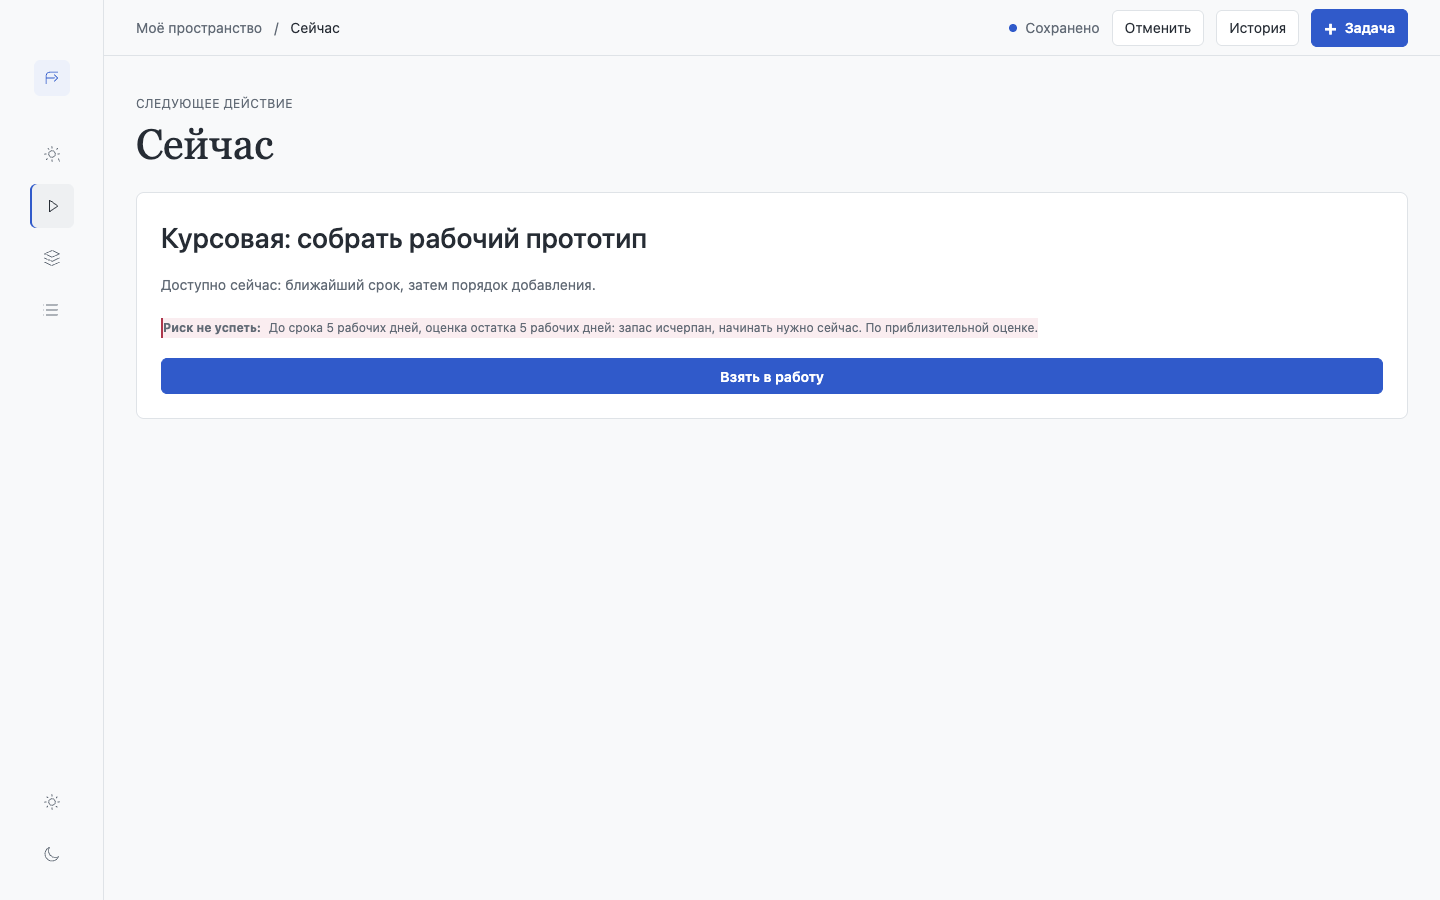 Моё пространство / Сейчас
Сохранено
Отменить
История
+ Задача
СЛЕДУЮЩЕЕ ДЕЙСТВИЕ
Сейчас
Курсовая: собрать рабочий прототип
Доступно сейчас: ближайший срок, затем порядок добавления.
Риск не успеть: До срока 5 рабочих дней, оценка остатка 5 рабочих дней: запас исчерпан, начинать нужно сейчас. По приблизительной оценке.
Взять в работу